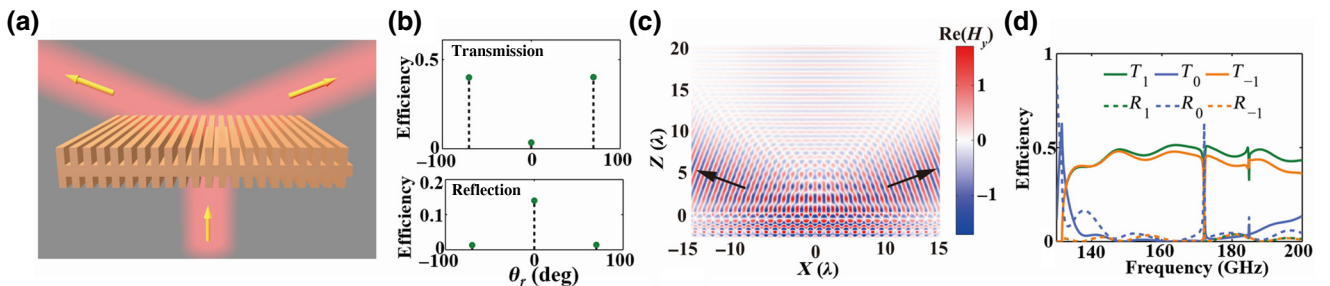 (a)
(b)
Transmission
0.5
0
−100
0
100
Efficiency
Reflection
0.2
0.1
0
−100
0
100
Efficiency
θr (deg)
(c)
Re(Hy)
20
15
10
5
0
Z (λ)
−15
−10
0
10
15
X (λ)
1
0
−1
(d)
1
0.5
0
Efficiency
T1 T0 T−1
R1 R0 R−1
140
160
180
200
Frequency (GHz)